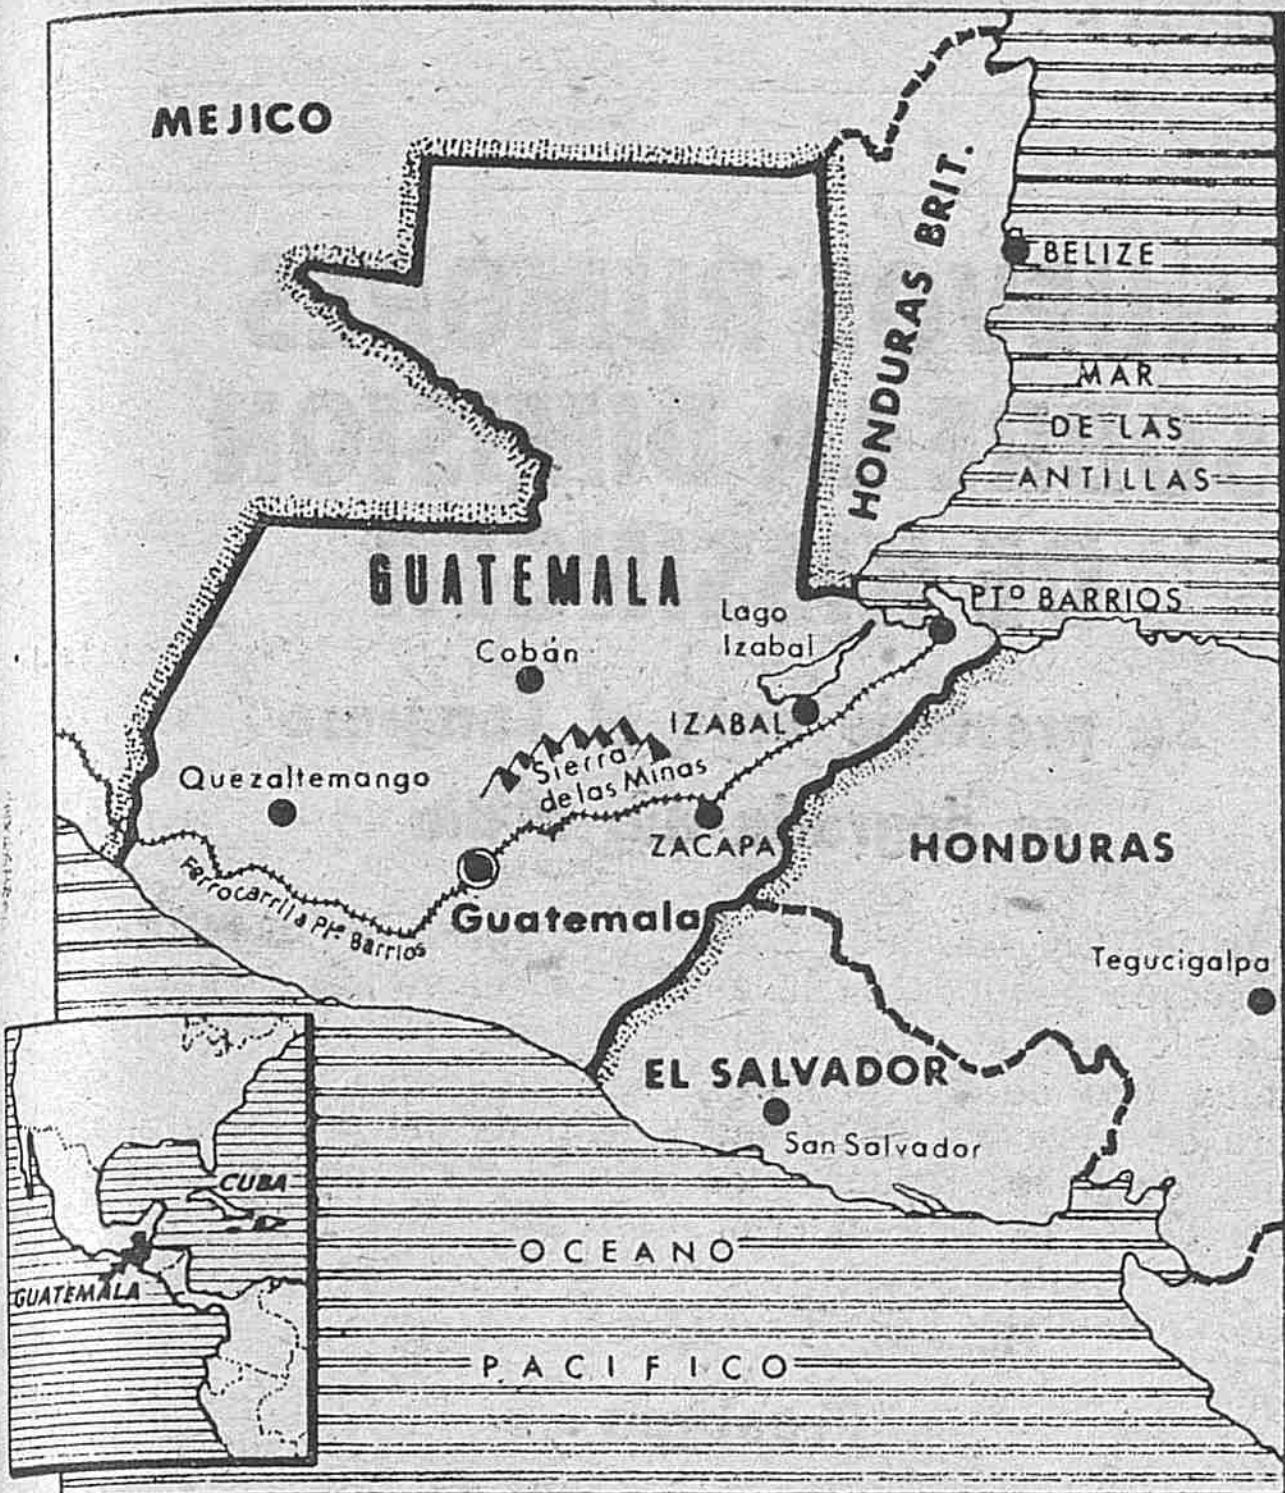 MEJICO
HONDURAS BRIT.
BELIZE
MAR
DE LAS
ANTILLAS
GUATEMALA
Lago
Izabal
PTº BARRIOS
Cobán
IZABAL
Sierra
de las Minas
Quezaltemango
ZACAPA
HONDURAS
Ferrocarril a Ptº Barrios
Guatemala
Tegucigalpa
EL SALVADOR
San Salvador
CUBA
GUATEMALA
OCEANO
PACIFICO